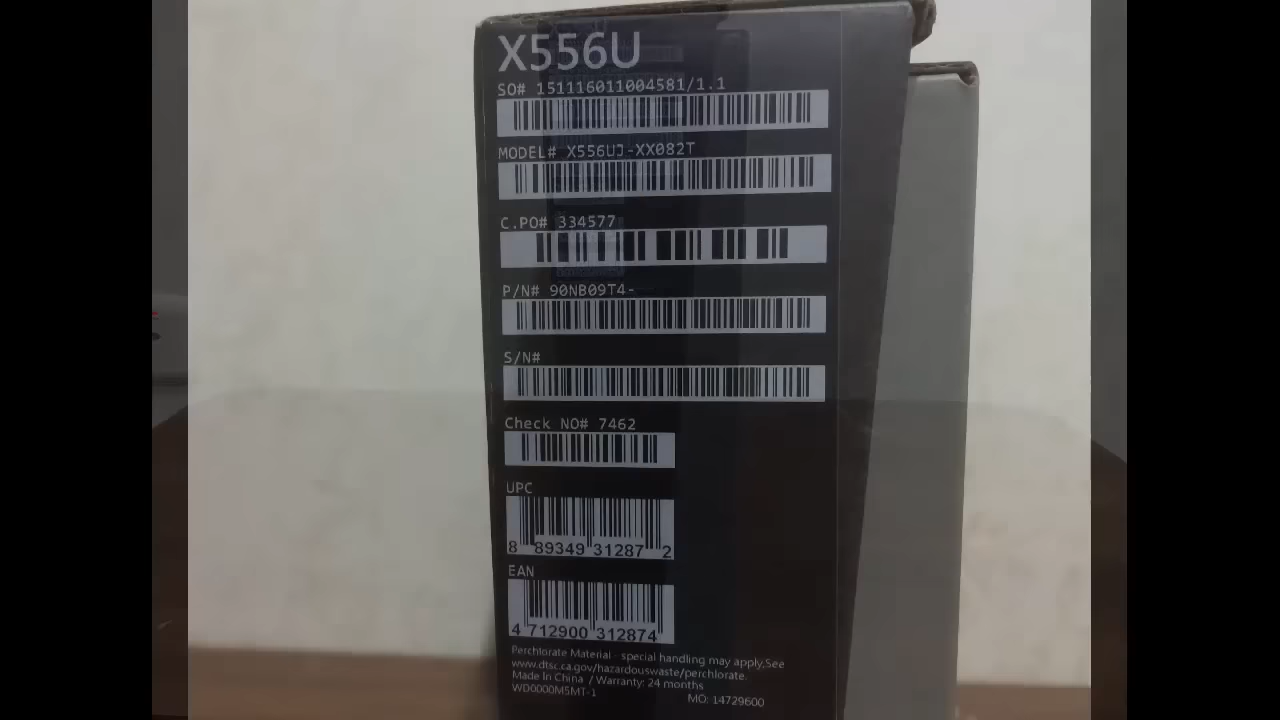 X556U
SO# 151116011004581/1.1
MODEL# X556UJ-XX082T
C.PO# 334577
P/N# 90NB09T4-
S/N#
Check NO# 7462
UPC
8 89349 31287 2
EAN
4 712900 312874
Perchlorate Material - special handling may apply,See
www.dtsc.ca.gov/hazardouswaste/perchlorate.
Made In China / Warranty: 24 months
WD0000M5MT-1
MO: 14729600